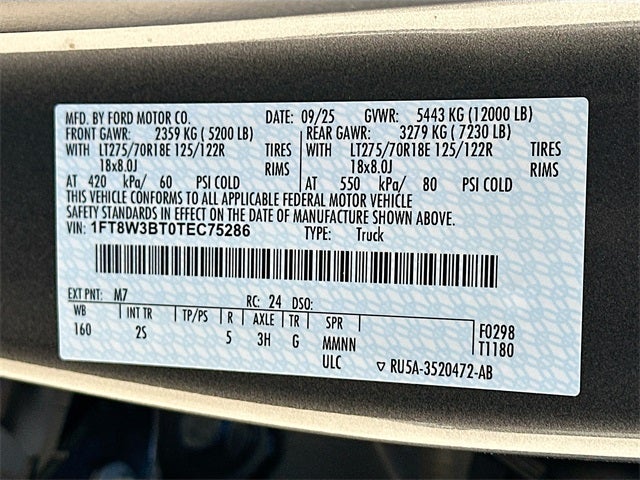 MFD. BY FORD MOTOR CO. DATE: 09/25 GVWR: 5443 KG (12000 LB)
FRONT GAWR: 2359 KG ( 5200 LB) REAR GAWR: 3279 KG ( 7230 LB)
WITH LT275/70R18E 125/122R TIRES WITH LT275/70R18E 125/122R TIRES
18x8.0J RIMS 18x8.0J RIMS
AT 420 kPa/ 60 PSI COLD AT 550 kPa/ 80 PSI COLD
THIS VEHICLE CONFORMS TO ALL APPLICABLE FEDERAL MOTOR VEHICLE
SAFETY STANDARDS IN EFFECT ON THE DATE OF MANUFACTURE SHOWN ABOVE.
VIN: 1FT8W3BT0TEC75286 TYPE: Truck
EXT PNT: M7 RC: 24 DSO:
WB INT TR TP/PS R AXLE TR SPR F0298
160 2S 5 3H G MMNN T1180
ULC ▽ RU5A-3520472-AB